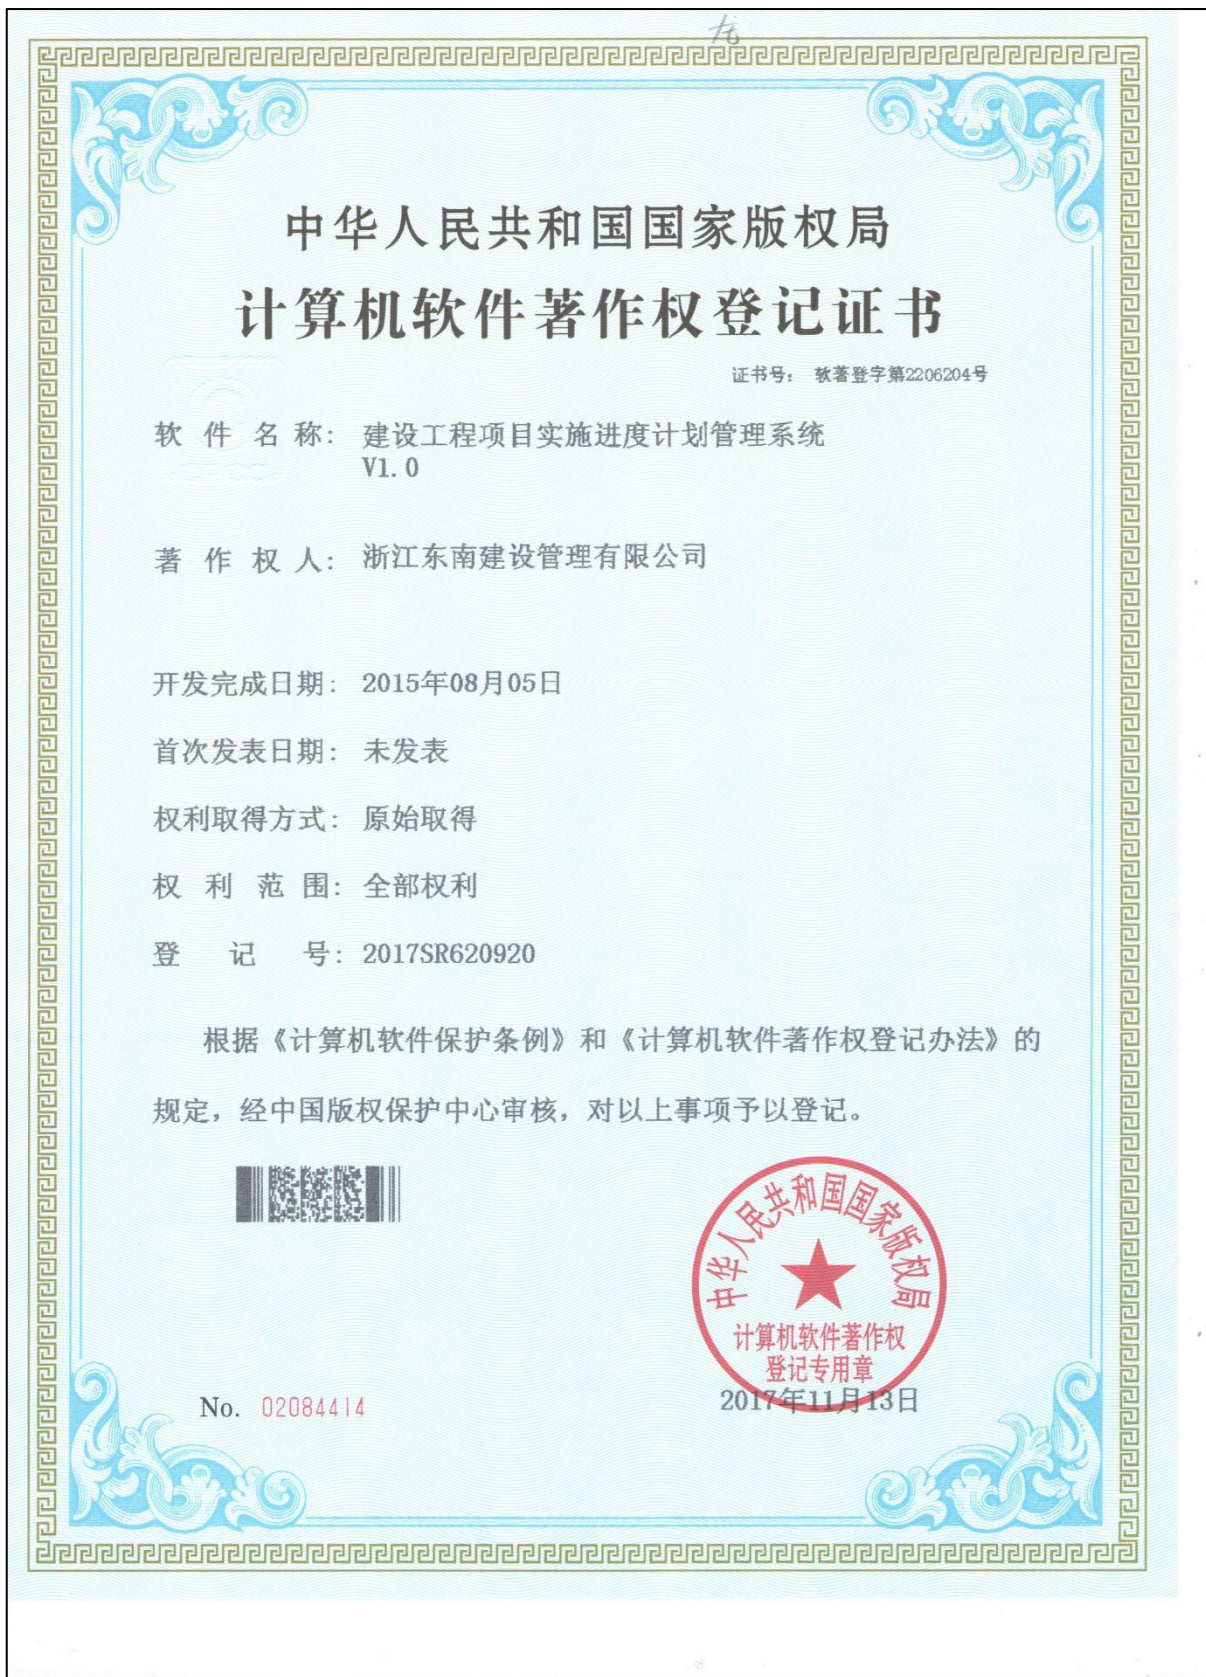 中华人民共和国国家版权局
计算机软件著作权登记证书
证书号： 软著登字第2206204号
软件名称： 建设工程项目实施进度计划管理系统
V1.0
著作权人： 浙江东南建设管理有限公司
开发完成日期： 2015年08月05日
首次发表日期： 未发表
权利取得方式： 原始取得
权利范围： 全部权利
登记号： 2017SR620920
根据《计算机软件保护条例》和《计算机软件著作权登记办法》的
规定，经中国版权保护中心审核，对以上事项予以登记。
中华人民共和国国家版权局
计算机软件著作权
登记专用章
2017年11月13日
No. 02084414